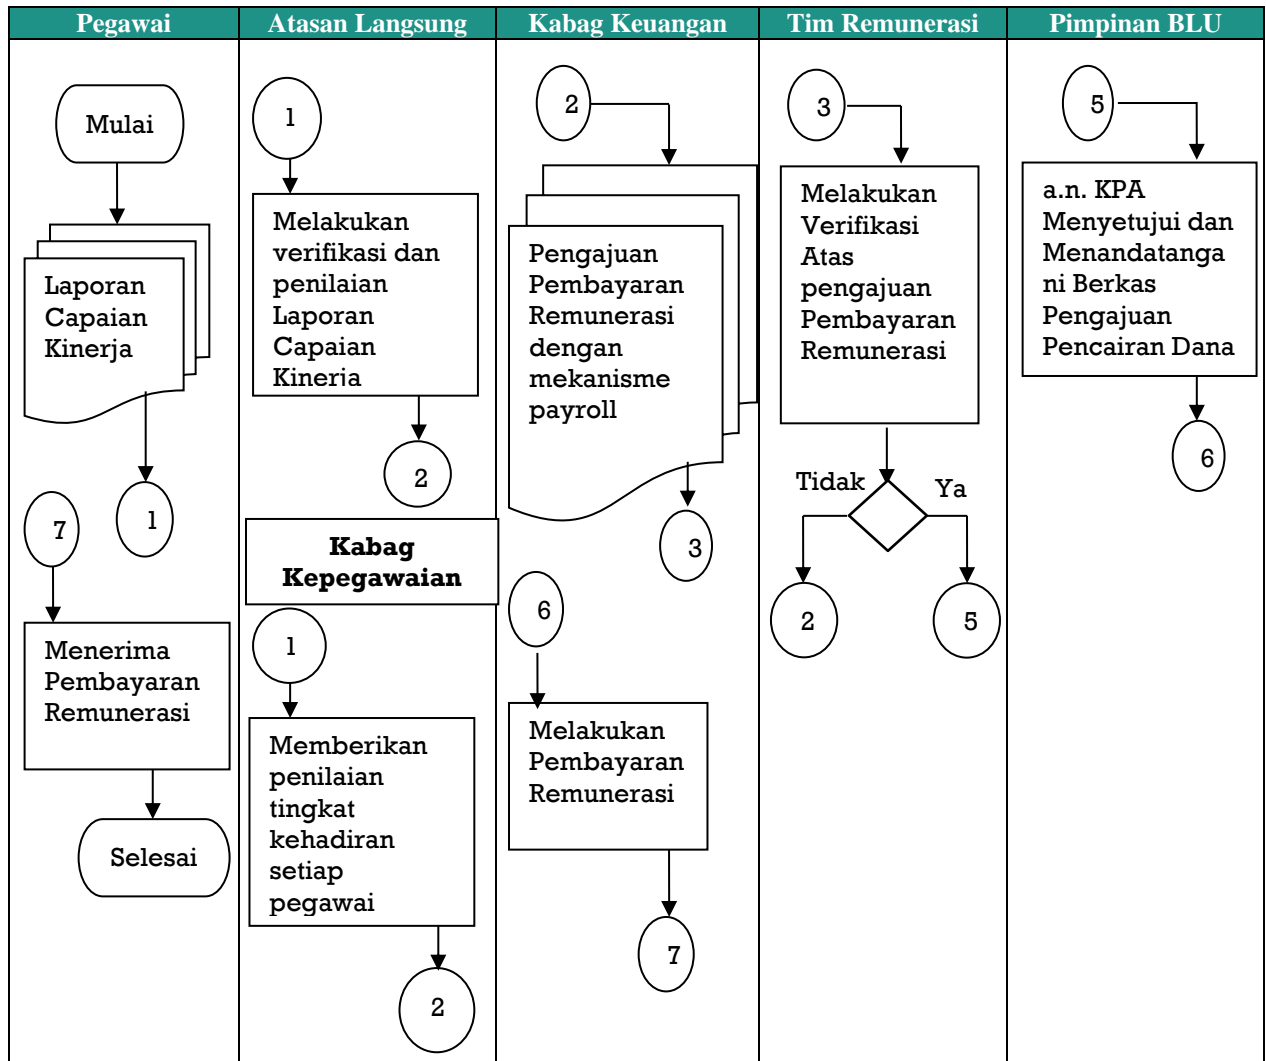 Pegawai
Atasan Langsung
Kabag Keuangan
Tim Remunerasi
Pimpinan BLU
Mulai
Laporan
Capaian
Kinerja
1
7
Menerima
Pembayaran
Remunerasi
Selesai
1
Melakukan
verifikasi dan
penilaian
Laporan
Capaian
Kinerja
2
Kabag
Kepegawaian
1
Memberikan
penilaian
tingkat
kehadiran
setiap
pegawai
2
2
Pengajuan
Pembayaran
Remunerasi
dengan
mekanisme
payroll
3
6
Melakukan
Pembayaran
Remunerasi
7
3
Melakukan
Verifikasi
Atas
pengajuan
Pembayaran
Remunerasi
Tidak
Ya
2
5
5
a.n. KPA
Menyetujui dan
Menandatanga
ni Berkas
Pengajuan
Pencairan Dana
6